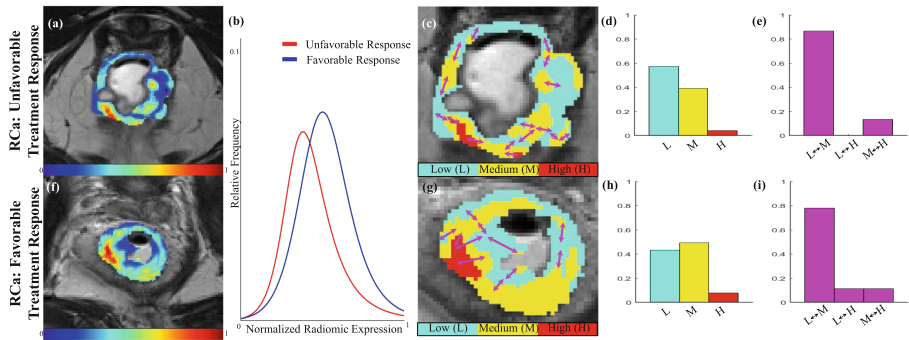 RCa: Unfavorable
Treatment Response
(a)
0
1
(b)
0.1
Relative Frequency
Unfavorable Response
Favorable Response
0
Normalized Radiomic Expression
1
(c)
Low (L)
Medium (M)
High (H)
(d)
1
0.8
0.6
0.4
0.2
0
L
M
H
(e)
1
0.8
0.6
0.4
0.2
0
L↔M
L↔H
M↔H
RCa: Favorable
Treatment Response
(f)
0
1
(g)
Low (L)
Medium (M)
High (H)
(h)
1
0.8
0.6
0.4
0.2
0
L
M
H
(i)
1
0.8
0.6
0.4
0.2
0
L↔M
L↔H
M↔H